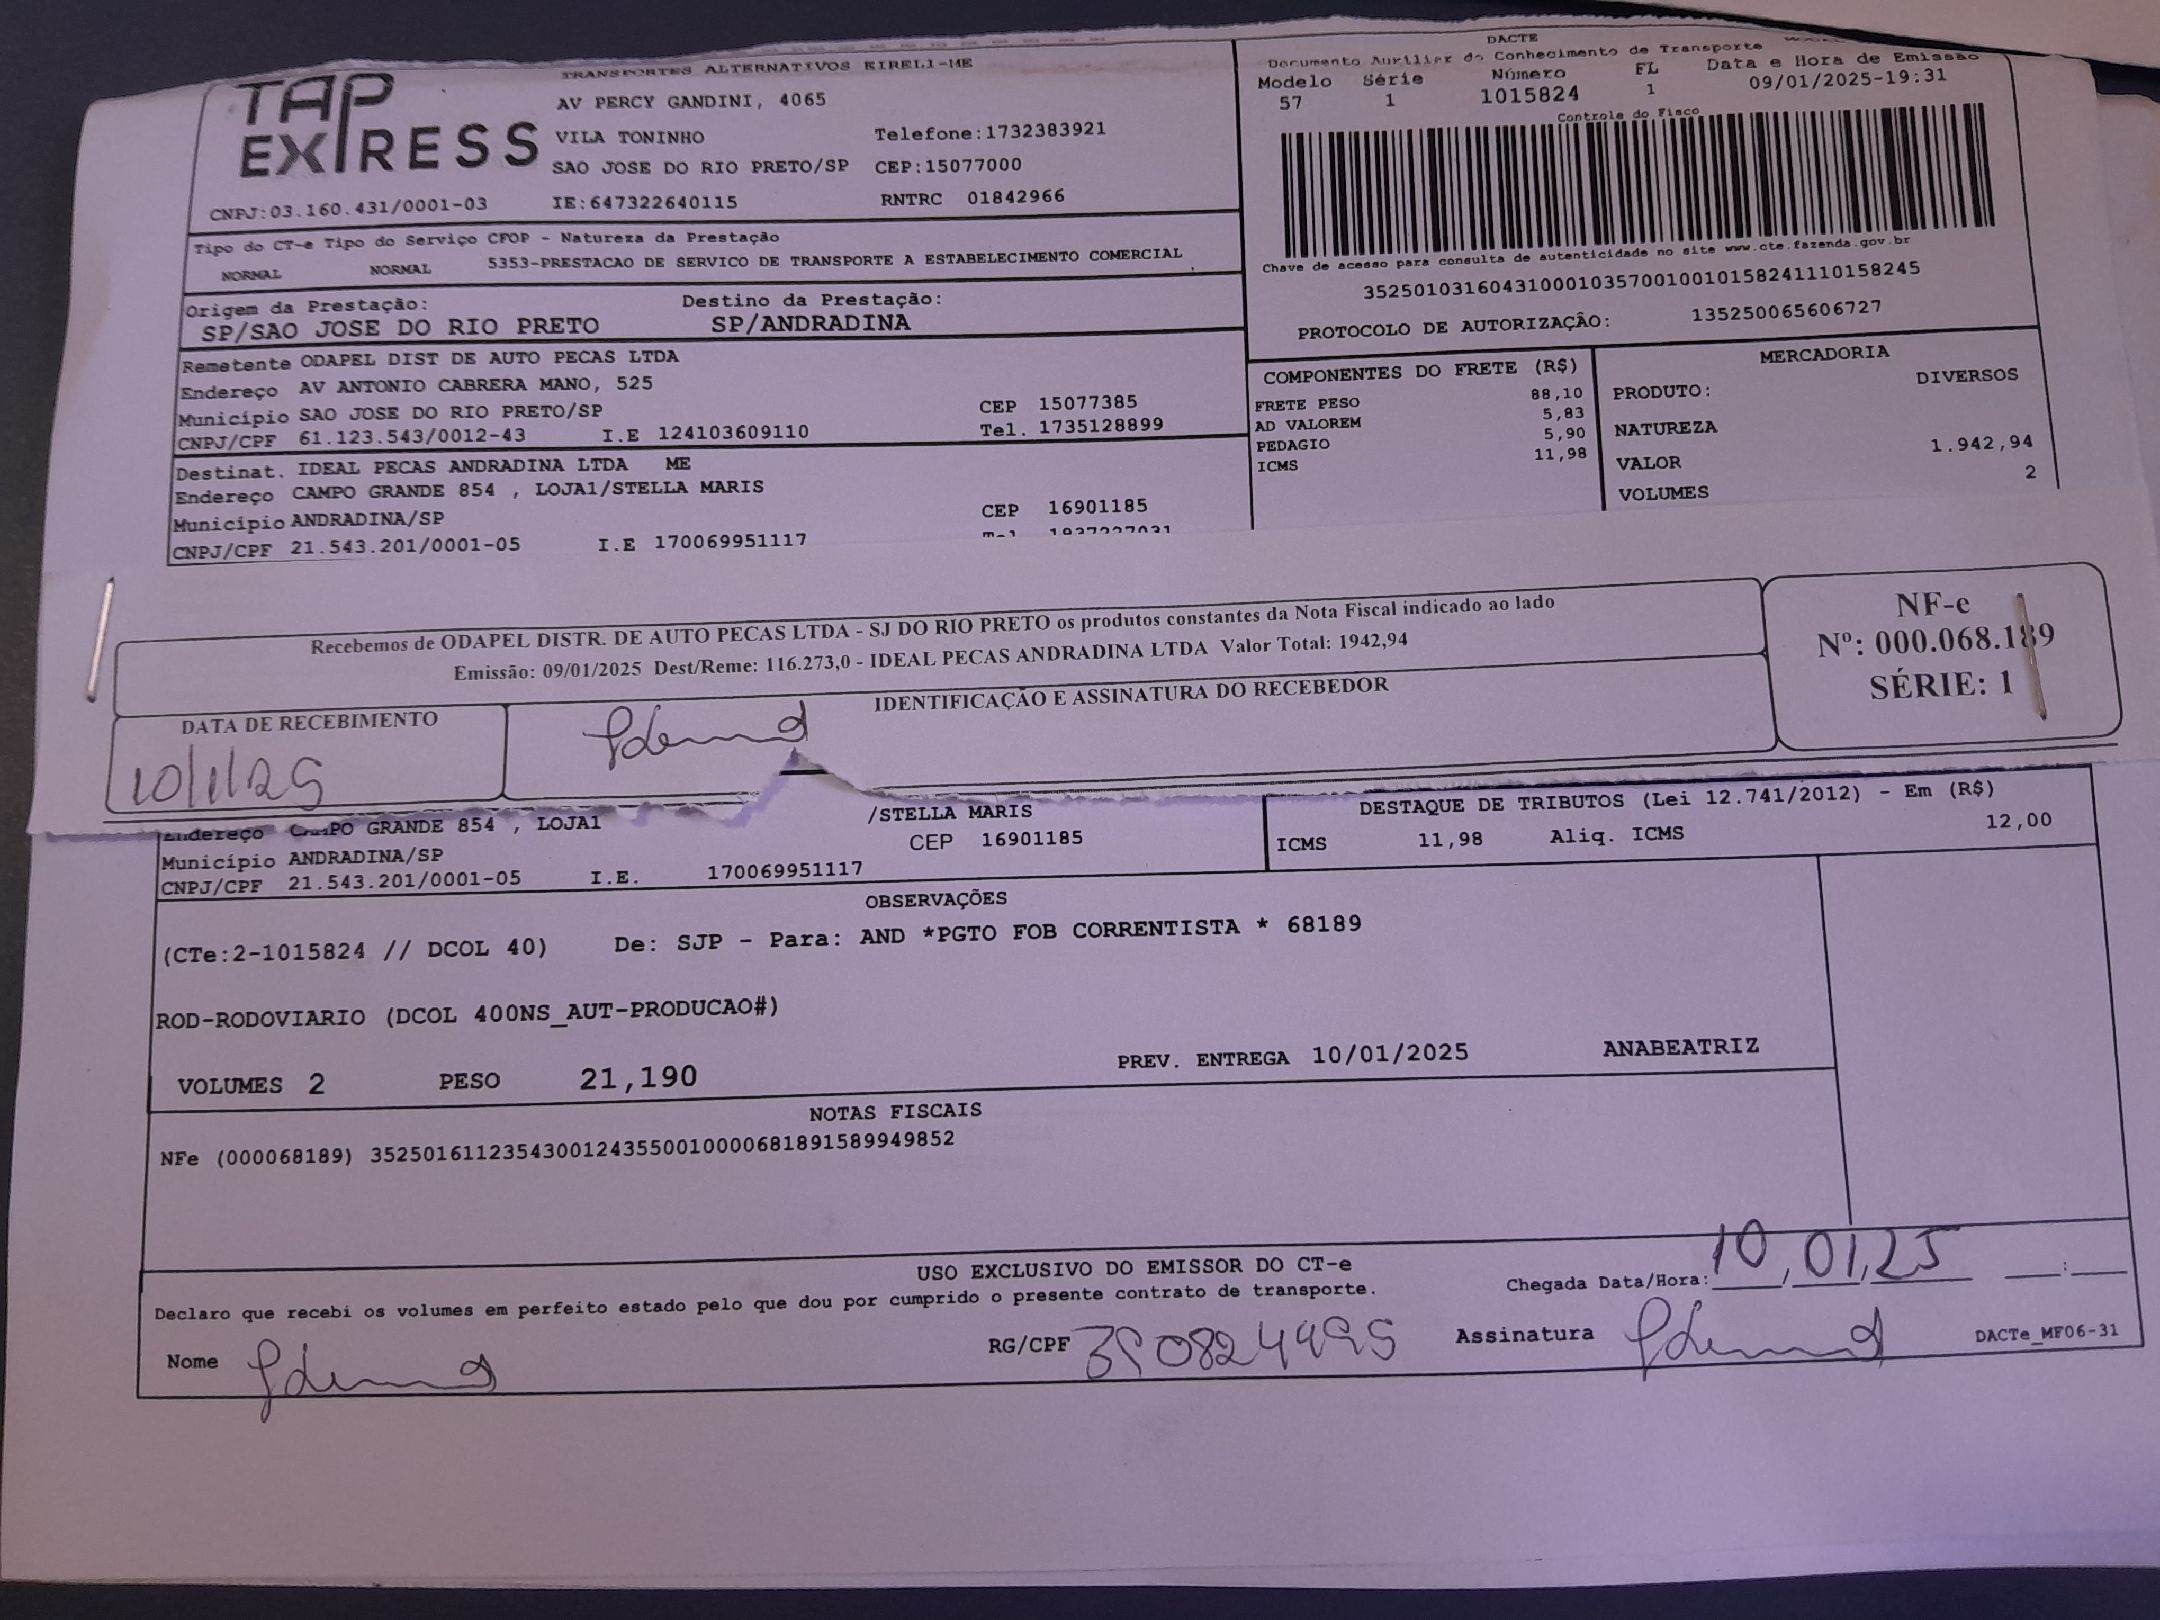 TAP EXPRESS
TRANSPORTES ALTERNATIVOS EIRELI-ME
AV PERCY GANDINI, 4065
VILA TONINHO Telefone:1732383921
SAO JOSE DO RIO PRETO/SP CEP:15077000
CNPJ:03.160.431/0001-03 IE:647322640115 RNTRC 01842966
DACTE
Documento Auxiliar do Conhecimento de Transporte
Modelo Série Número FL Data e Hora de Emissão
57 1 1015824 1 09/01/2025-19:31
Controle do Fisco
Chave de acesso para consulta de autenticidade no site www.cte.fazenda.gov.br
35250103160431000103570010010158241110158245
PROTOCOLO DE AUTORIZAÇÃO: 135250065606727
Tipo do CT-e Tipo do Serviço CFOP - Natureza da Prestação
NORMAL NORMAL 5353-PRESTACAO DE SERVICO DE TRANSPORTE A ESTABELECIMENTO COMERCIAL ,
Origem da Prestação: Destino da Prestação:
SP/SAO JOSE DO RIO PRETO SP/ANDRADINA
Remetente ODAPEL DIST DE AUTO PECAS LTDA
Endereço AV ANTONIO CABRERA MANO, 525
Município SAO JOSE DO RIO PRETO/SP CEP 15077385
CNPJ/CPF 61.123.543/0012-43 I.E 124103609110 Tel. 1735128899
Destinat. IDEAL PECAS ANDRADINA LTDA ME
Endereço CAMPO GRANDE 854 , LOJA1/STELLA MARIS
Município ANDRADINA/SP CEP 16901185
CNPJ/CPF 21.543.201/0001-05 I.E 170069951117
COMPONENTES DO FRETE (R$)
FRETE PESO 88,10
AD VALOREM 5,83
PEDAGIO 5,90
ICMS 11,98
MERCADORIA
PRODUTO: DIVERSOS
NATUREZA
VALOR 1.942,94
VOLUMES 2
Recebemos de ODAPEL DISTR. DE AUTO PECAS LTDA - SJ DO RIO PRETO os produtos constantes da Nota Fiscal indicado ao lado
Emissão: 09/01/2025 Dest/Reme: 116.273,0 - IDEAL PECAS ANDRADINA LTDA Valor Total: 1942,94
NF-e
Nº: 000.068.189
SÉRIE: 1
DATA DE RECEBIMENTO
10/1/25
IDENTIFICAÇÃO E ASSINATURA DO RECEBEDOR
Endereço CAMPO GRANDE 854 , LOJA1 /STELLA MARIS
Município ANDRADINA/SP CEP 16901185
CNPJ/CPF 21.543.201/0001-05 I.E. 170069951117
DESTAQUE DE TRIBUTOS (Lei 12.741/2012) - Em (R$)
ICMS 11,98 Aliq. ICMS 12,00
OBSERVAÇÕES
(CTe:2-1015824 // DCOL 40) De: SJP - Para: AND *PGTO FOB CORRENTISTA * 68189
ROD-RODOVIARIO (DCOL 400NS_AUT-PRODUCAO#)
VOLUMES 2 PESO 21,190 PREV. ENTREGA 10/01/2025 ANABEATRIZ
NOTAS FISCAIS
NFe (000068189) 35250161123543001243550010000681891589949852
USO EXCLUSIVO DO EMISSOR DO CT-e
Declaro que recebi os volumes em perfeito estado pelo que dou por cumprido o presente contrato de transporte.
Chegada Data/Hora: 10/01/25 __:__
Nome
RG/CPF
Assinatura
DACTe_MF06-31